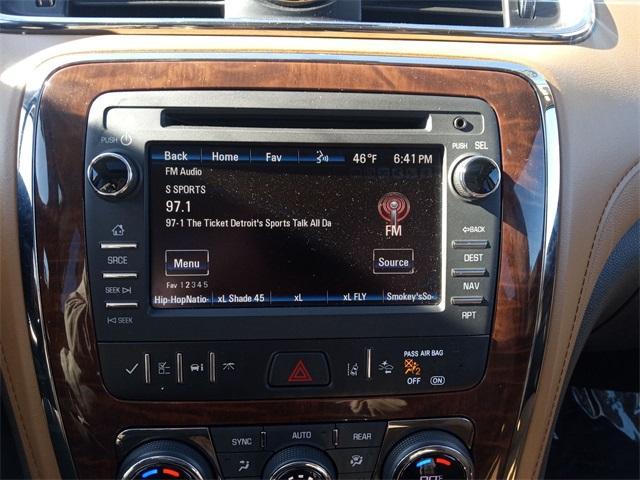 PUSH SEL
PUSH
Back Home Fav 46°F 6:41 PM
FM Audio
S SPORTS
97.1
97-1 The Ticket Detroit's Sports Talk All Da
FM
Menu Source
Fav 1 2 3 4 5
Hip-HopNatio· xL Shade 45 xL xL FLY Smokey'sSo
SRCE
SEEK
SEEK
BACK
DEST
NAV
RPT
PASS AIR BAG
2
OFF ON
SYNC AUTO REAR